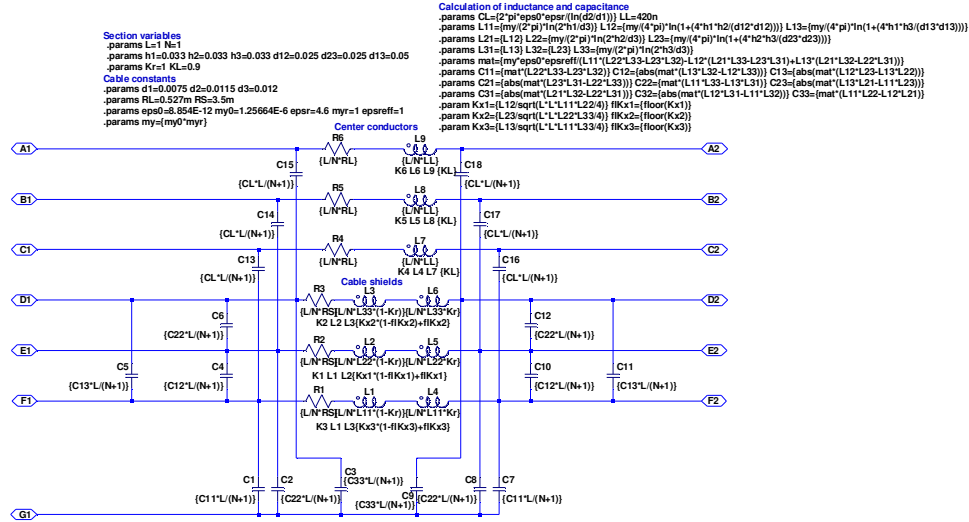 Calculation of inductance and capacitance
.params CL={2*pi*eps0*epsr/(ln(d2/d1))} LL=420n
.params L11={my/(2*pi)*ln(2*h1/d3)} L12={my/(4*pi)*ln(1+(4*h1*h2/(d12*d12)))} L13={my/(4*pi)*ln(1+(4*h1*h3/(d13*d13)))}
.params L21={L12} L22={my/(2*pi)*ln(2*h2/d3)} L23={my/(4*pi)*ln(1+(4*h2*h3/(d23*d23)))}
.params L31={L13} L32={L23} L33={my/(2*pi)*ln(2*h3/d3)}
.params mat={my*eps0*epsreff/(L11*(L22*L33-L23*L32)-L12*(L21*L33-L23*L31)+L13*(L21*L32-L22*L31))}
.params C11={mat*(L22*L33-L23*L32)} C12={abs(mat*(L13*L32-L12*L33))} C13={abs(mat*(L12*L23-L13*L22))}
.params C21={abs(mat*(L23*L31-L21*L33))} C22={mat*(L11*L33-L13*L31)} C23={abs(mat*(L13*L21-L11*L23))}
.params C31={abs(mat*(L21*L32-L22*L31))} C32={abs(mat*(L12*L31-L11*L32))} C33={mat*(L11*L22-L12*L21)}
.param Kx1={L12/sqrt(L*L*L11*L22/4)} flKx1={floor(Kx1)}
.param Kx2={L23/sqrt(L*L*L22*L33/4)} flKx2={floor(Kx2)}
.param Kx3={L13/sqrt(L*L*L11*L33/4)} flKx3={floor(Kx3)}
Section variables
.params L=1 N=1
.params h1=0.033 h2=0.033 h3=0.033 d12=0.025 d23=0.025 d13=0.05
.params Kr=1 KL=0.9
Cable constants
.params d1=0.0075 d2=0.0115 d3=0.012
.params RL=0.527m RS=3.5m
.params eps0=8.854E-12 my0=1.25664E-6 epsr=4.6 myr=1 epsreff=1
.params my={my0*myr}
Center conductors
A1
R6
L9
A2
{L/N*RL}
{L/N*LL}
K6 L6 L9 {KL}
C15
{CL*L/(N+1)}
C18
{CL*L/(N+1)}
B1
R5
L8
B2
{L/N*RL}
{L/N*LL}
K5 L5 L8 {KL}
C14
{CL*L/(N+1)}
C17
{CL*L/(N+1)}
C1
R4
L7
C2
{L/N*RL}
{L/N*LL}
K4 L4 L7 {KL}
C13
{CL*L/(N+1)}
C16
{CL*L/(N+1)}
Cable shields
D1
R3
L3
L6
D2
{L/N*RS}
{L/N*L33*(1-Kr)}
{L/N*L33*Kr}
K2 L2 L3{Kx2*(1-flKx2)+flKx2}
C6
{C22*L/(N+1)}
C12
{C22*L/(N+1)}
E1
R2
L2
L5
E2
{L/N*RS}
{L/N*L22*(1-Kr)}
{L/N*L22*Kr}
K1 L1 L2{Kx1*(1-flKx1)+flKx1}
C5
{C13*L/(N+1)}
C4
{C12*L/(N+1)}
C10
{C12*L/(N+1)}
C11
{C13*L/(N+1)}
F1
R1
L1
L4
F2
{L/N*RS}
{L/N*L11*(1-Kr)}
{L/N*L11*Kr}
K3 L1 L3{Kx3*(1-flKx3)+flKx3}
C1
{C11*L/(N+1)}
C2
{C22*L/(N+1)}
C3
{C33*L/(N+1)}
C9
{C33*L/(N+1)}
C8
{C22*L/(N+1)}
C7
{C11*L/(N+1)}
G1